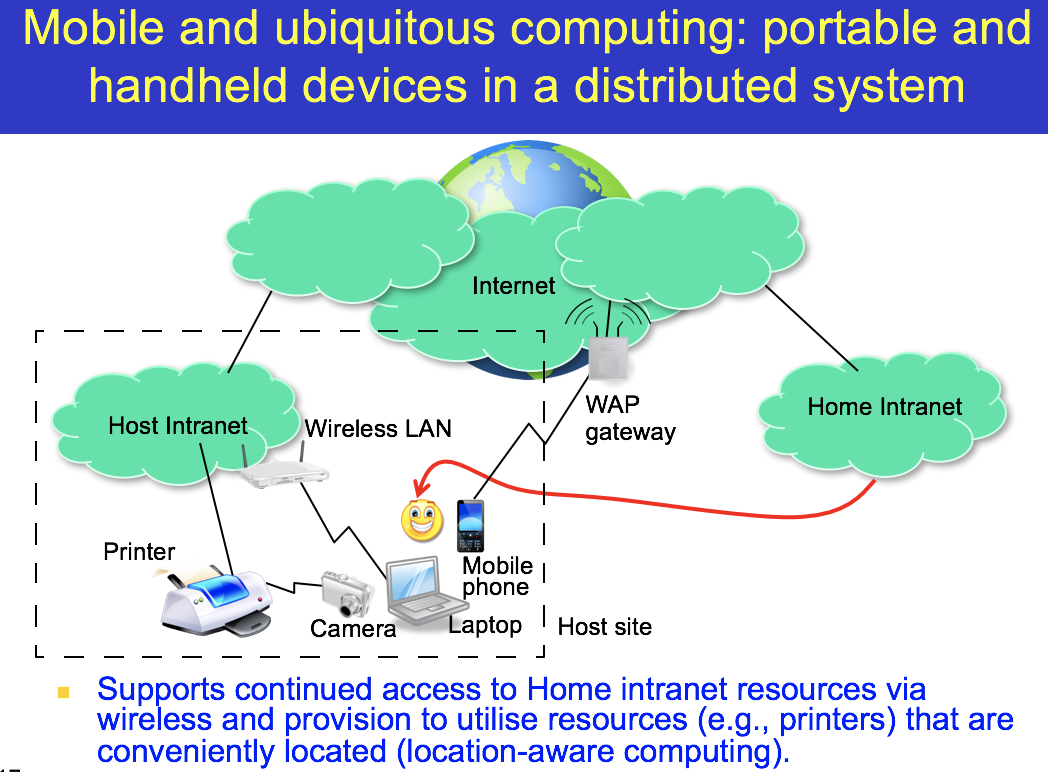 Mobile and ubiquitous computing: portable and
handheld devices in a distributed system
Internet
Host Intranet
Wireless LAN
WAP
gateway
Home Intranet
Printer
Mobile
phone
Camera
Laptop
Host site
Supports continued access to Home intranet resources via
wireless and provision to utilise resources (e.g., printers) that are
conveniently located (location-aware computing).